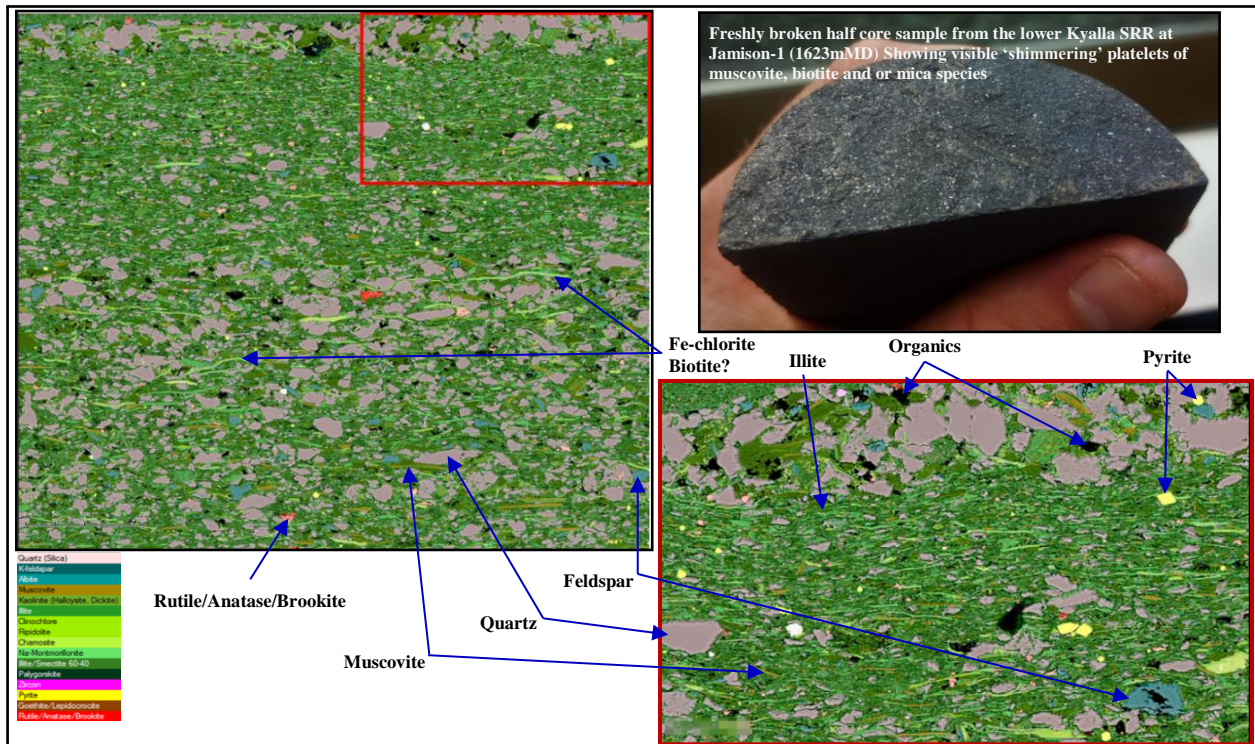 Freshly broken half core sample from the lower Kyalla SRR at
Jamison-1 (1623mMD) Showing visible ‘shimmering’ platelets of
muscovite, biotite and or mica species
Fe-chlorite
Biotite?
Illite
Organics
Pyrite
Rutile/Anatase/Brookite
Quartz
Muscovite
Feldspar
Quartz (Silica)
K-feldspar
Albite
Muscovite
Kaolinite (Halloysite, Dickite)
Illite
Clinochlore
Ripidolite
Chamosite
Na-Montmorillonite
Illite/Smectite 60-40
Palygorskite
Zircon
Pyrite
Goethite/Lepidocrocite
Rutile/Anatase/Brookite